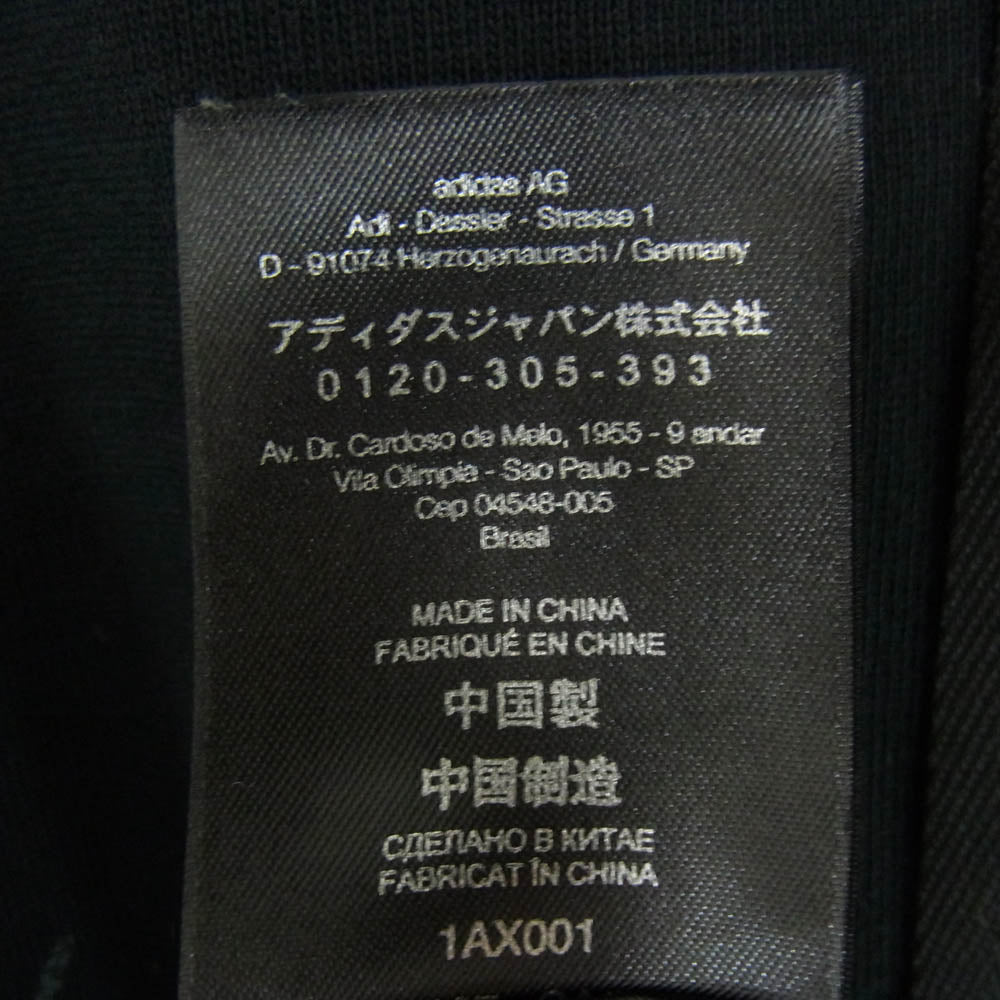 adidas AG
Adi - Dassler - Strasse 1
D - 91074 Herzogenaurach / Germany
アディダスジャパン株式会社
0120-305-393
Av. Dr. Cardoso de Melo, 1955 - 9 andar
Vila Olimpia - Sao Paulo - SP
Cep 04548-005
Brasil
MADE IN CHINA
FABRIQUÉ EN CHINE
中国製
中国制造
СДЕЛАНО В КИТАЕ
FABRICAT ÎN CHINA
1AX001